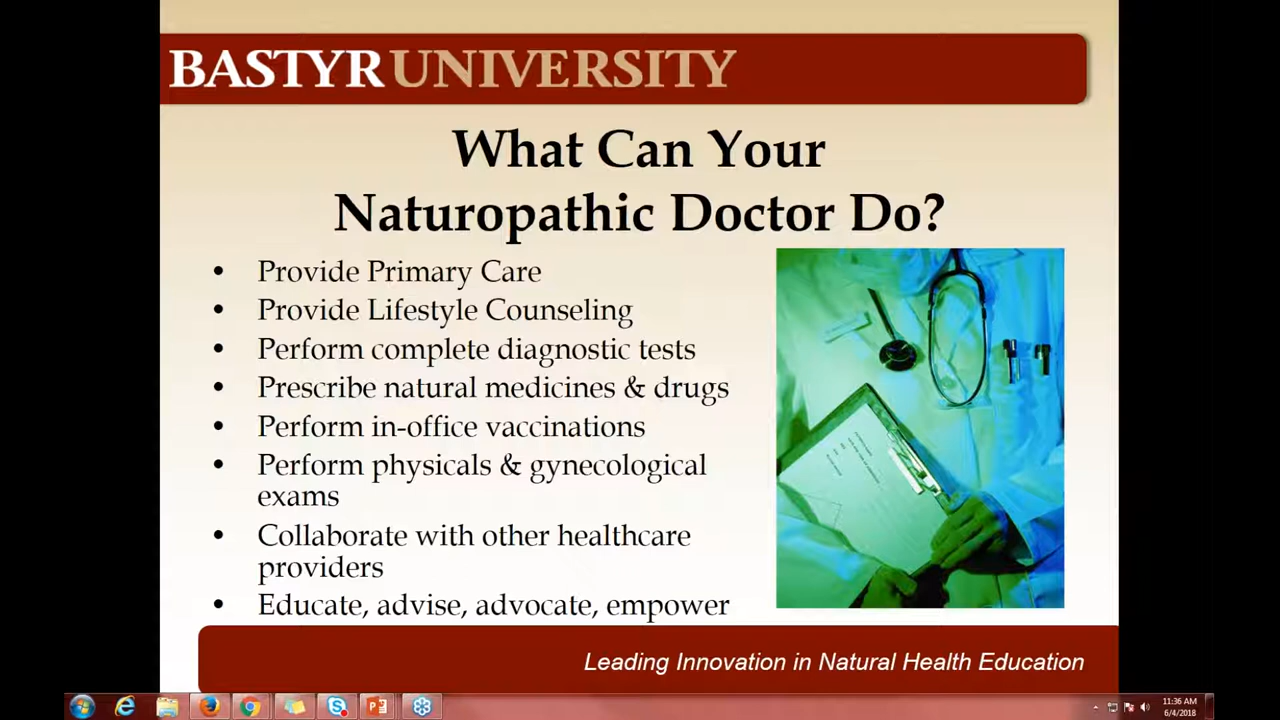 BASTYR UNIVERSITY
What Can Your
Naturopathic Doctor Do?
• Provide Primary Care
• Provide Lifestyle Counseling
• Perform complete diagnostic tests
• Prescribe natural medicines & drugs
• Perform in-office vaccinations
• Perform physicals & gynecological
exams
• Collaborate with other healthcare
providers
• Educate, advise, advocate, empower
Leading Innovation in Natural Health Education
11:36 AM
6/4/2018